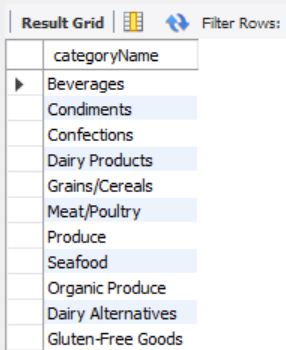 Result Grid Filter Rows:
categoryName
Beverages
Condiments
Confections
Dairy Products
Grains/Cereals
Meat/Poultry
Produce
Seafood
Organic Produce
Dairy Alternatives
Gluten-Free Goods